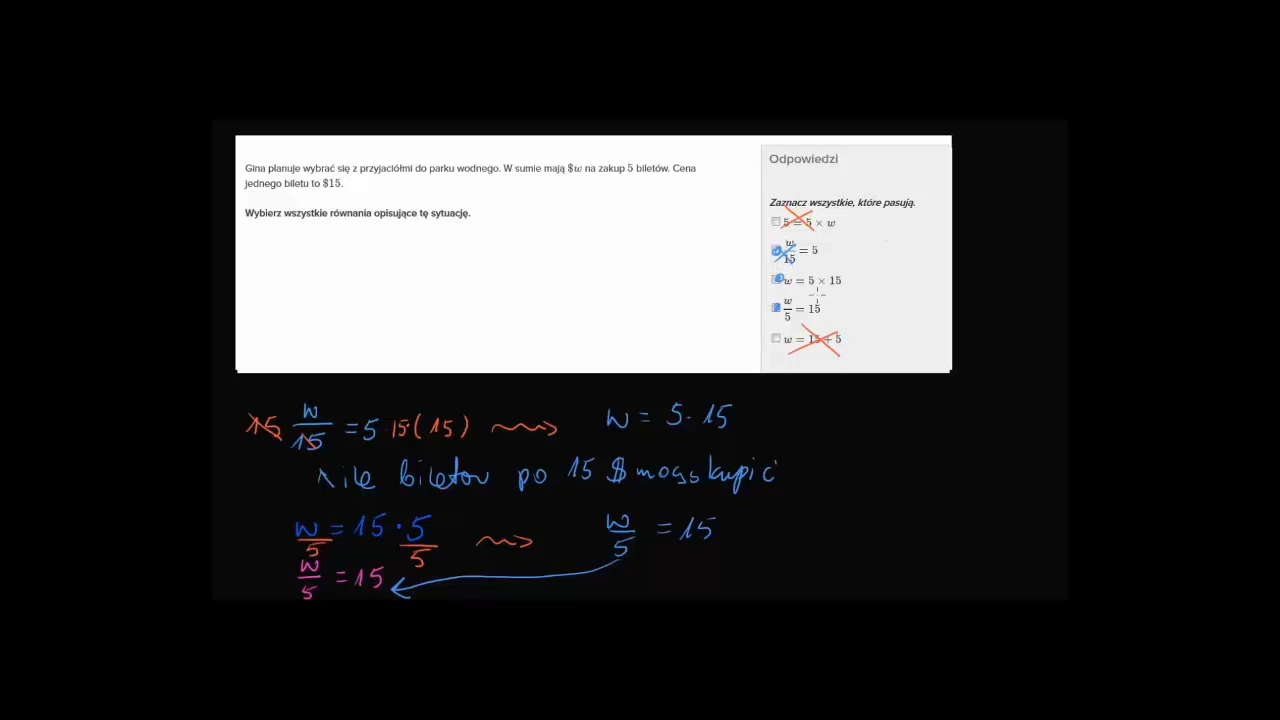 Gina planuje wybrać się z przyjaciółmi do parku wodnego. W sumie mają $w na zakup 5 biletów. Cena
jednego biletu to $15.
Wybierz wszystkie równania opisujące tę sytuację.
Odpowiedzi
Zaznacz wszystkie, które pasują.
5 = 5 × w
w/15 = 5
w = 5 × 15
w/5 = 15
w = 15 + 5
15 w/15 = 5 · 15 (15) w = 5 · 15
ile biletów po 15 $ mogą kupić
w/5 = 15 · 5/5 w/5 = 15
w/5 = 15